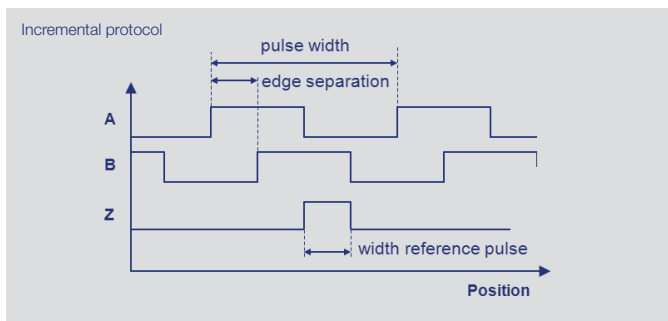 Incremental protocol
pulse width
edge separation
A
B
Z
width reference pulse
Position